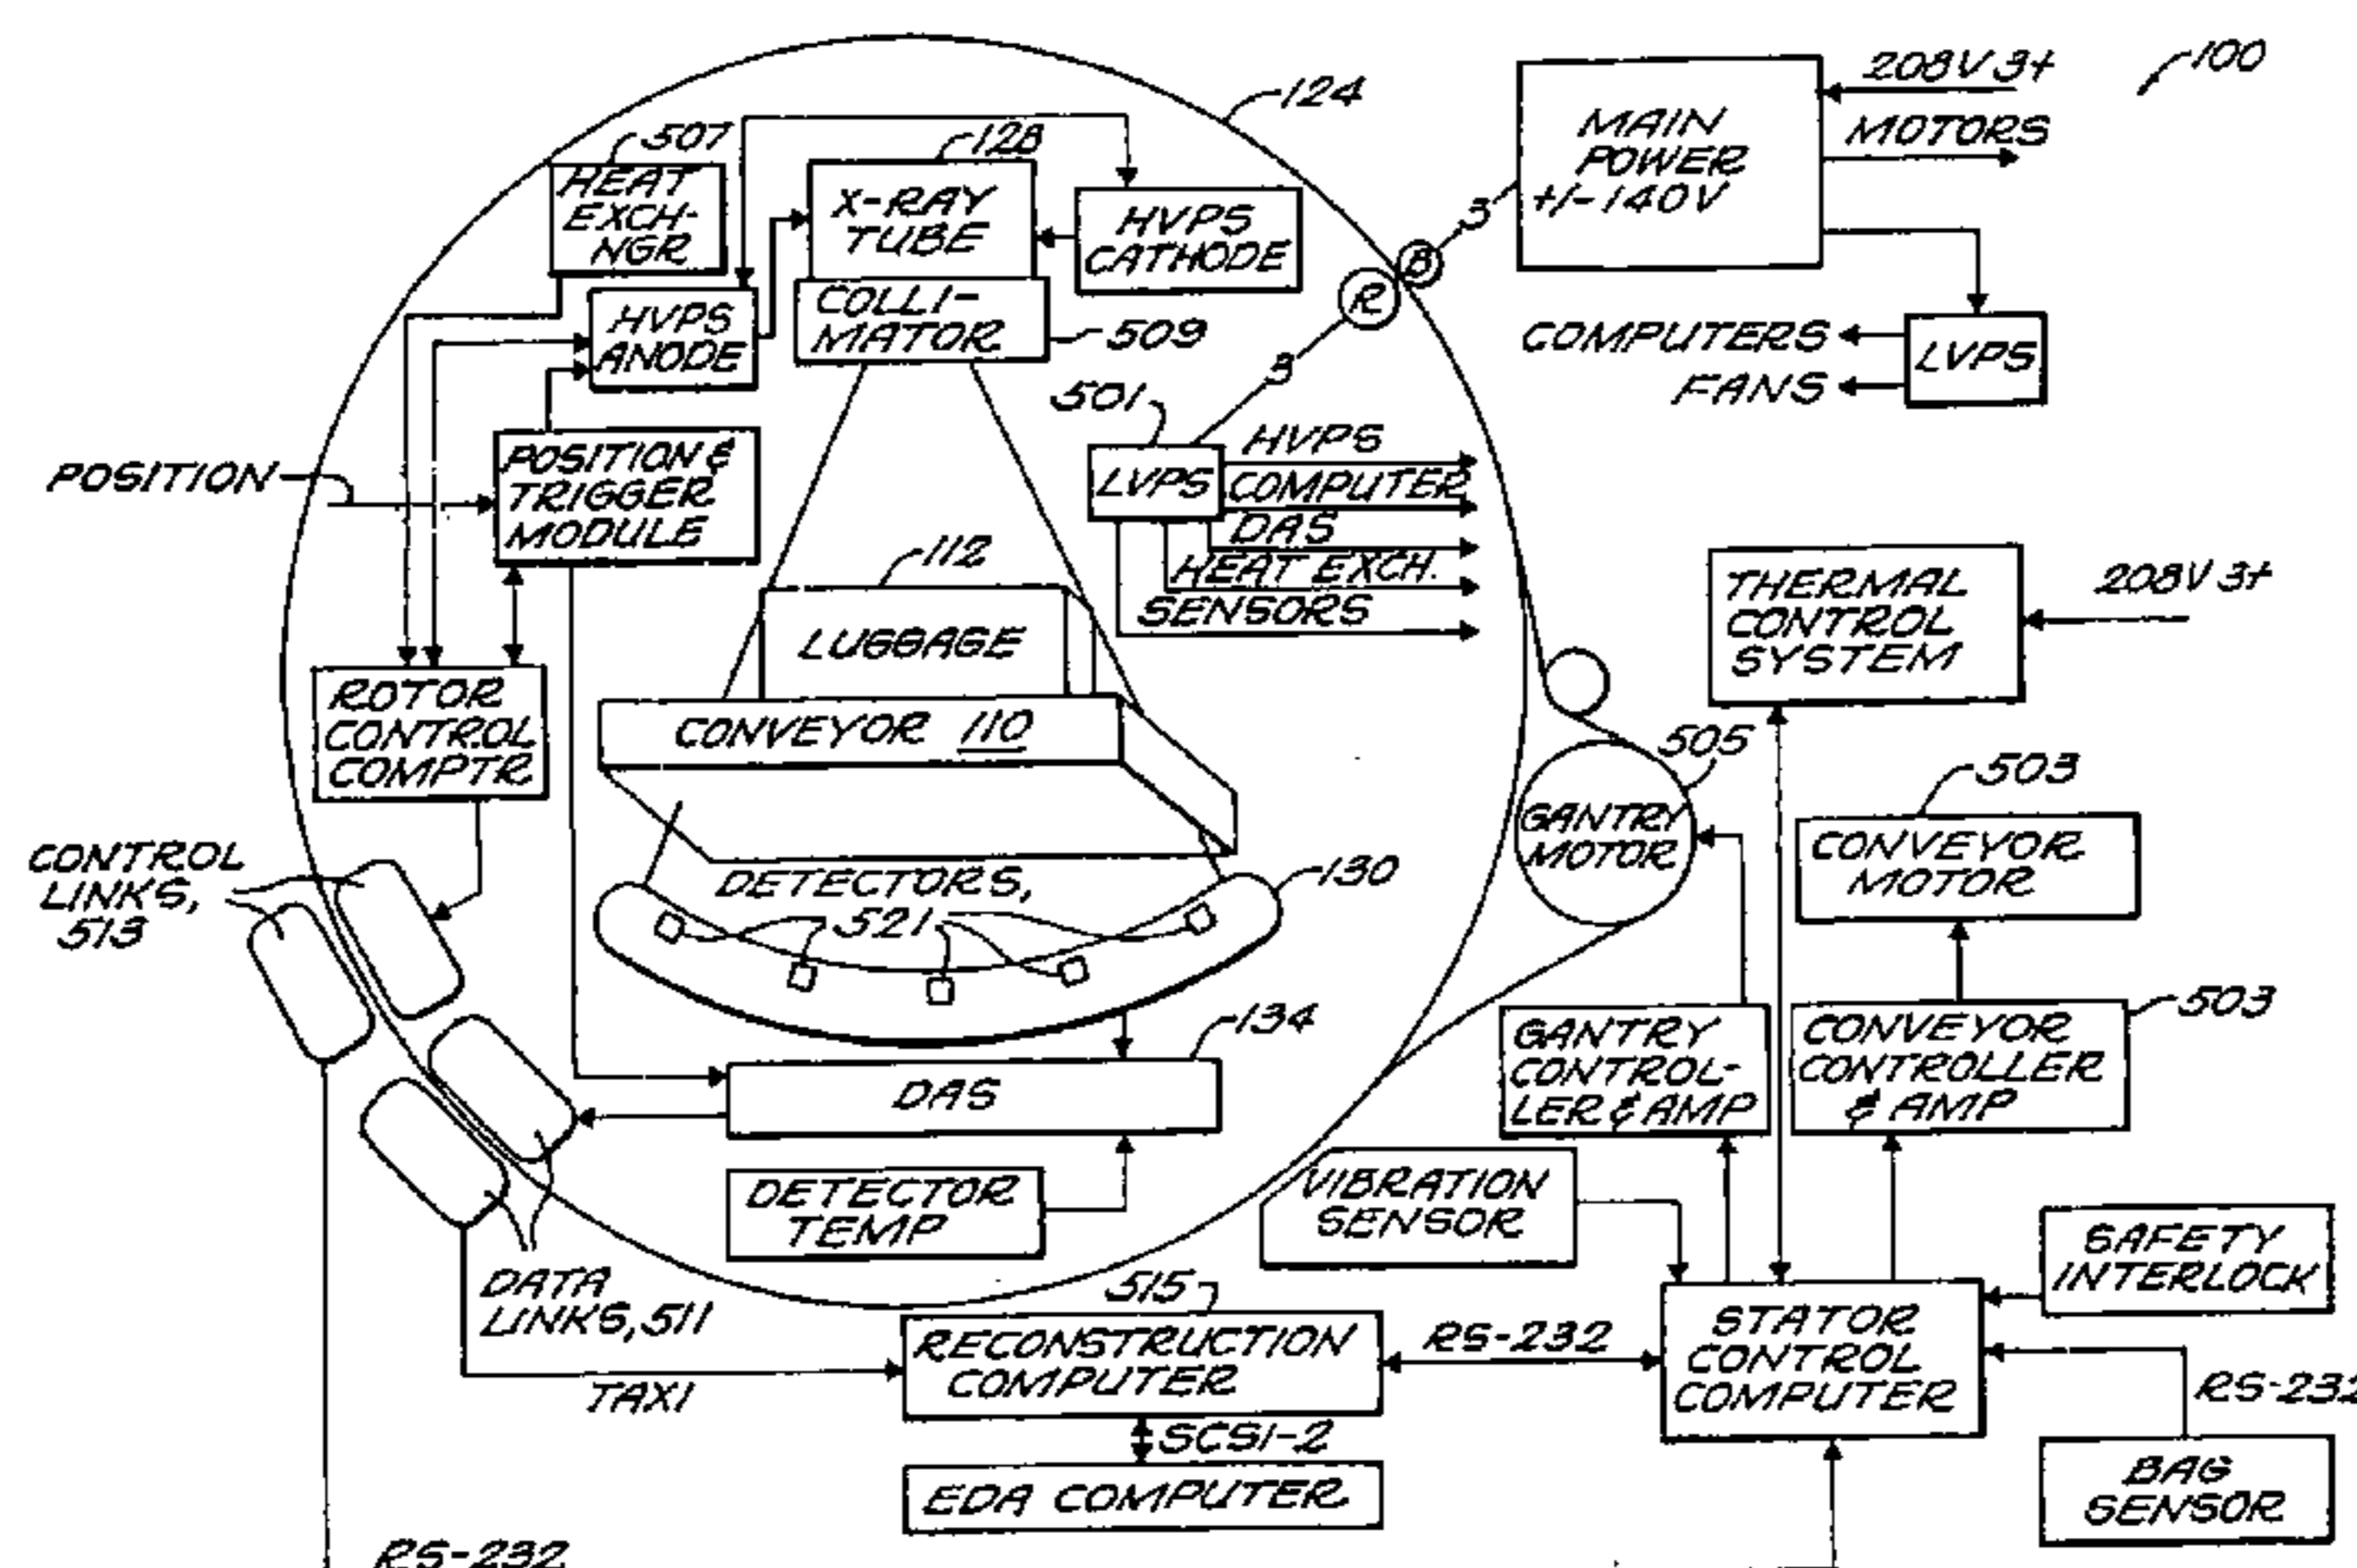 208V 3φ
100
124
MAIN
POWER
+/-140V
MOTORS
507
128
HEAT
EXCH-
NGR
X-RAY
TUBE
HVPS
CATHODE
3
B
R
HVPS
ANODE
COLLI-
MATOR
509
COMPUTERS
FANS
LVPS
3
501
POSITION
POSITION &
TRIGGER
MODULE
LVPS
HVPS
COMPUTER
DAS
HEAT EXCH.
SENSORS
112
LUGGAGE
THERMAL
CONTROL
SYSTEM
208V 3φ
ROTOR
CONTROL
COMPTR
CONVEYOR 110
505
GANTRY
MOTOR
503
CONVEYOR
MOTOR
CONTROL
LINKS,
513
DETECTORS,
521
130
134
DAS
GANTRY
CONTROL-
LER & AMP
CONVEYOR
CONTROLLER
& AMP
503
DETECTOR
TEMP
VIBRATION
SENSOR
SAFETY
INTERLOCK
DATA
LINKS, 511
515
RECONSTRUCTION
COMPUTER
RS-232
STATOR
CONTROL
COMPUTER
TAXI
RS-232
SCSI-2
EDA COMPUTER
BAG
SENSOR
RS-232